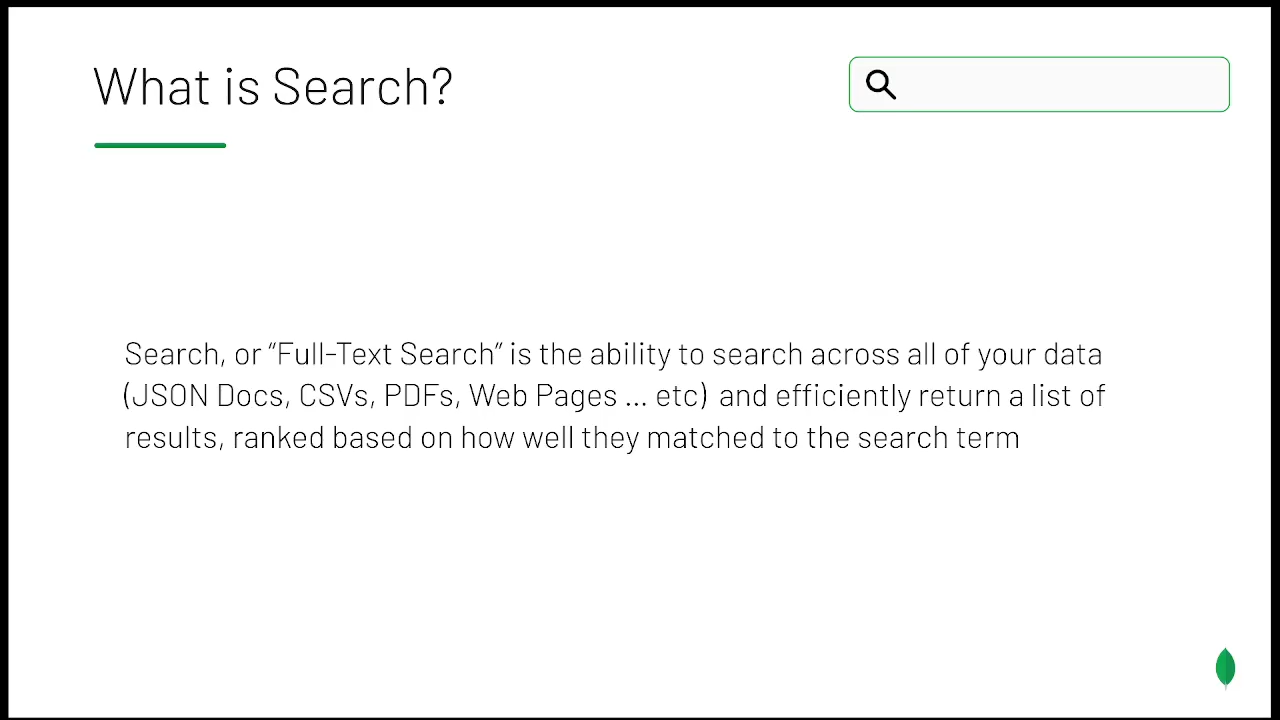 What is Search?
Search, or “Full-Text Search” is the ability to search across all of your data
(JSON Docs, CSVs, PDFs, Web Pages ... etc) and efficiently return a list of
results, ranked based on how well they matched to the search term